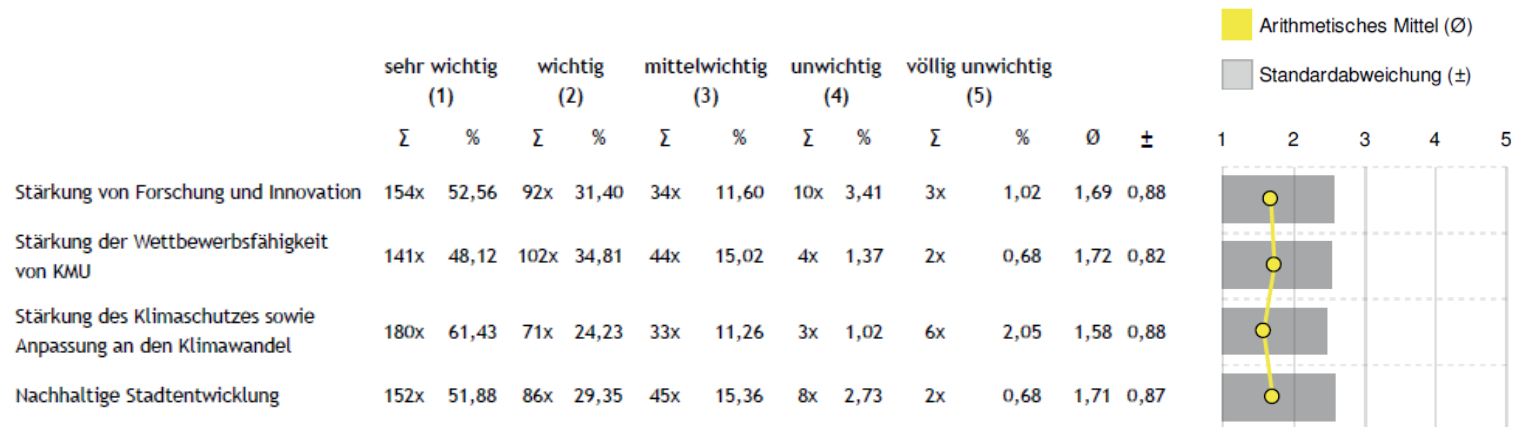 Arithmetisches Mittel (Ø)
Standardabweichung (±)
sehr wichtig wichtig mittelwichtig unwichtig völlig unwichtig
(1) (2) (3) (4) (5)
Σ % Σ % Σ % Σ % Σ % Ø ± 1 2 3 4 5
Stärkung von Forschung und Innovation 154x 52,56 92x 31,40 34x 11,60 10x 3,41 3x 1,02 1,69 0,88
Stärkung der Wettbewerbsfähigkeit
von KMU 141x 48,12 102x 34,81 44x 15,02 4x 1,37 2x 0,68 1,72 0,82
Stärkung des Klimaschutzes sowie
Anpassung an den Klimawandel 180x 61,43 71x 24,23 33x 11,26 3x 1,02 6x 2,05 1,58 0,88
Nachhaltige Stadtentwicklung 152x 51,88 86x 29,35 45x 15,36 8x 2,73 2x 0,68 1,71 0,87